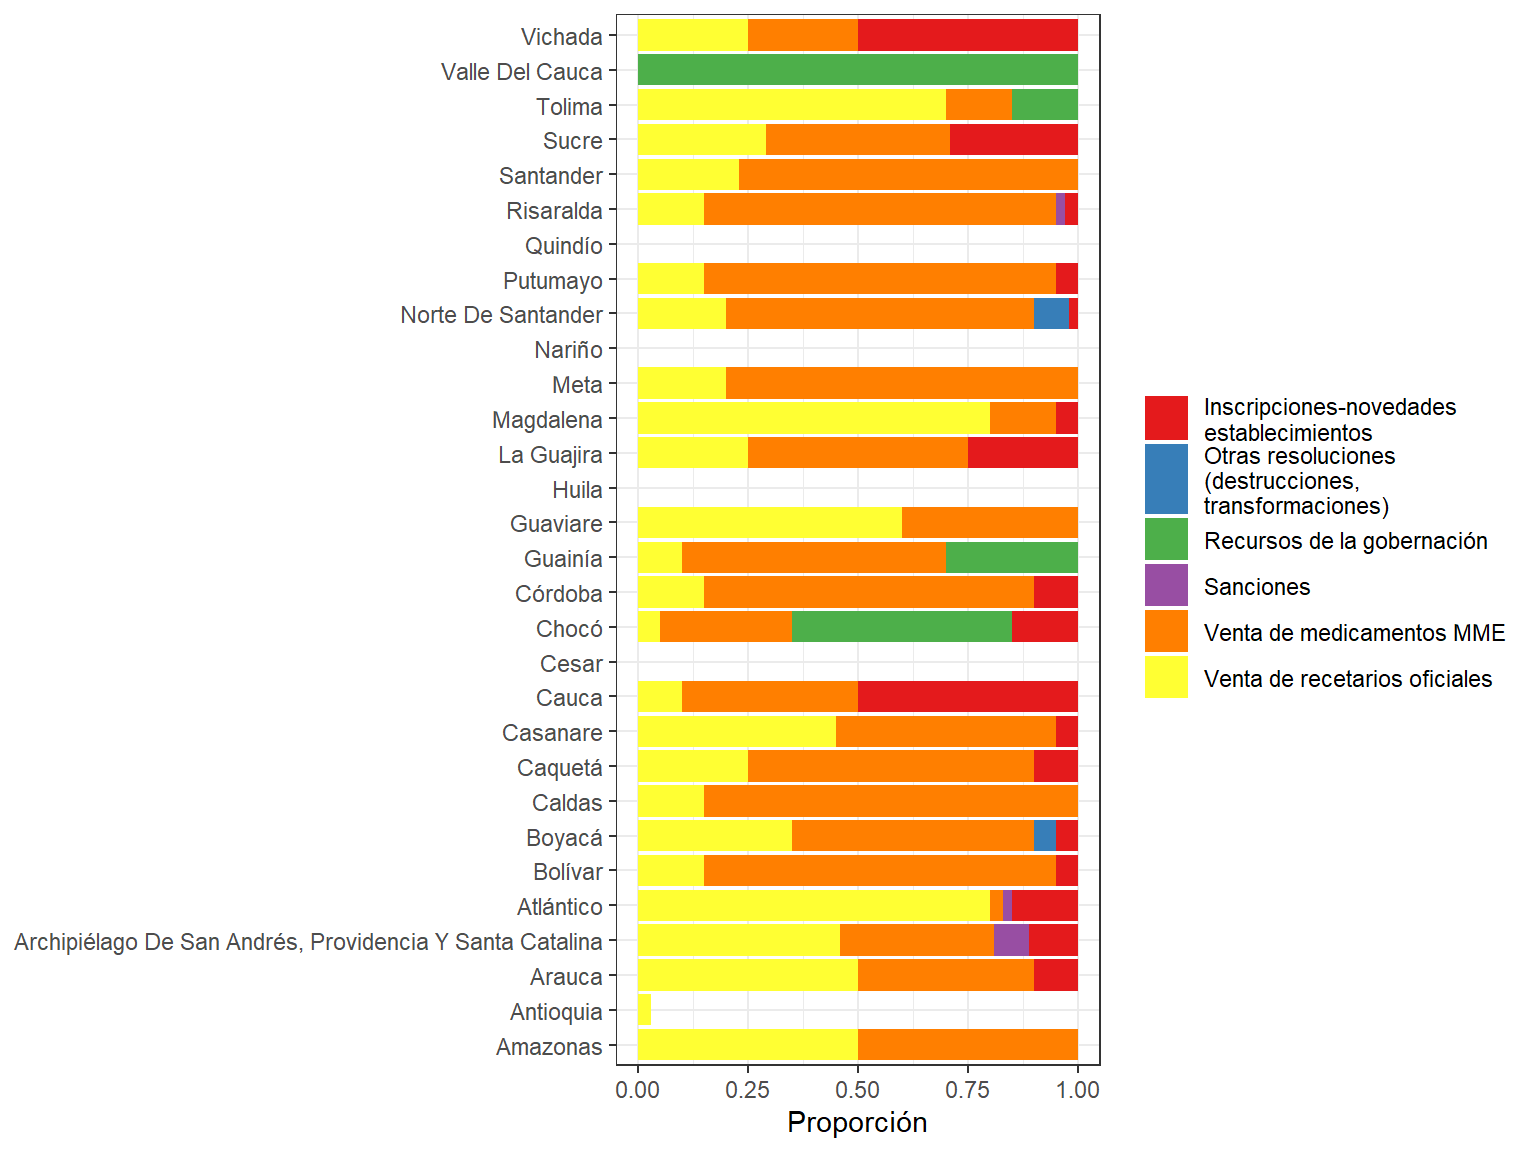 Vichada
Valle Del Cauca
Tolima
Sucre
Santander
Risaralda
Quindío
Putumayo
Norte De Santander
Nariño
Meta
Magdalena
La Guajira
Huila
Guaviare
Guainía
Córdoba
Chocó
Cesar
Cauca
Casanare
Caquetá
Caldas
Boyacá
Bolívar
Atlántico
Archipiélago De San Andrés, Providencia Y Santa Catalina
Arauca
Antioquia
Amazonas
0.00 0.25 0.50 0.75 1.00
Proporción
Inscripciones-novedades
establecimientos
Otras resoluciones
(destrucciones,
transformaciones)
Recursos de la gobernación
Sanciones
Venta de medicamentos MME
Venta de recetarios oficiales